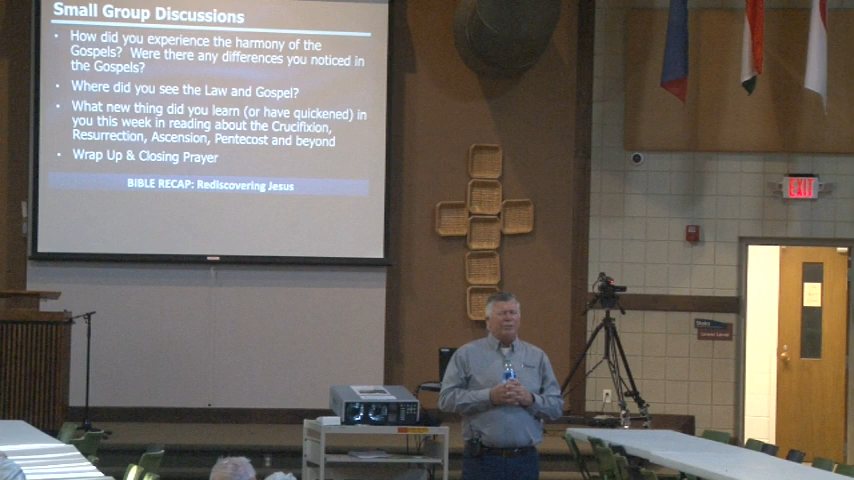 Small Group Discussions
• How did you experience the harmony of the
Gospels? Were there any differences you noticed in
the Gospels?
• Where did you see the Law and Gospel?
• What new thing did you learn (or have quickened) in
you this week in reading about the Crucifixion,
Resurrection, Ascension, Pentecost and beyond
• Wrap Up & Closing Prayer
BIBLE RECAP: Rediscovering Jesus
EXIT